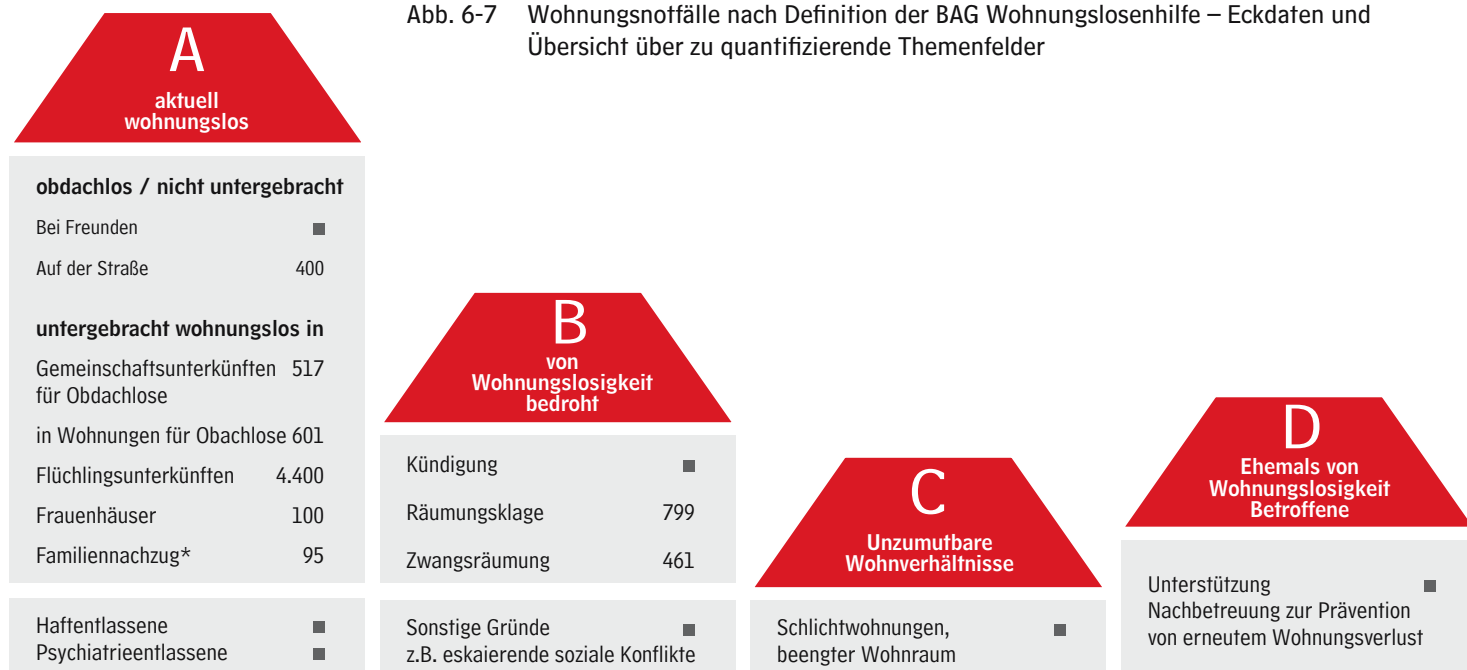 Abb. 6-7 Wohnungsnotfälle nach Definition der BAG Wohnungslosenhilfe – Eckdaten und
Übersicht über zu quantifizierende Themenfelder
A
aktuell
wohnungslos
obdachlos / nicht untergebracht
Bei Freunden ■
Auf der Straße 400
untergebracht wohnungslos in
Gemeinschaftsunterkünften 517
für Obdachlose
in Wohnungen für Obachlose 601
Flüchlingsunterkünften 4.400
Frauenhäuser 100
Familiennachzug* 95
Haftentlassene ■
Psychiatrieentlassene ■
B
von
Wohnungslosigkeit
bedroht
Kündigung ■
Räumungsklage 799
Zwangsräumung 461
Sonstige Gründe ■
z.B. eskaierende soziale Konflikte
C
Unzumutbare
Wohnverhältnisse
Schlichtwohnungen, ■
beengter Wohnraum
D
Ehemals von
Wohnungslosigkeit
Betroffene
Unterstützung ■
Nachbetreuung zur Prävention
von erneutem Wohnungsverlust